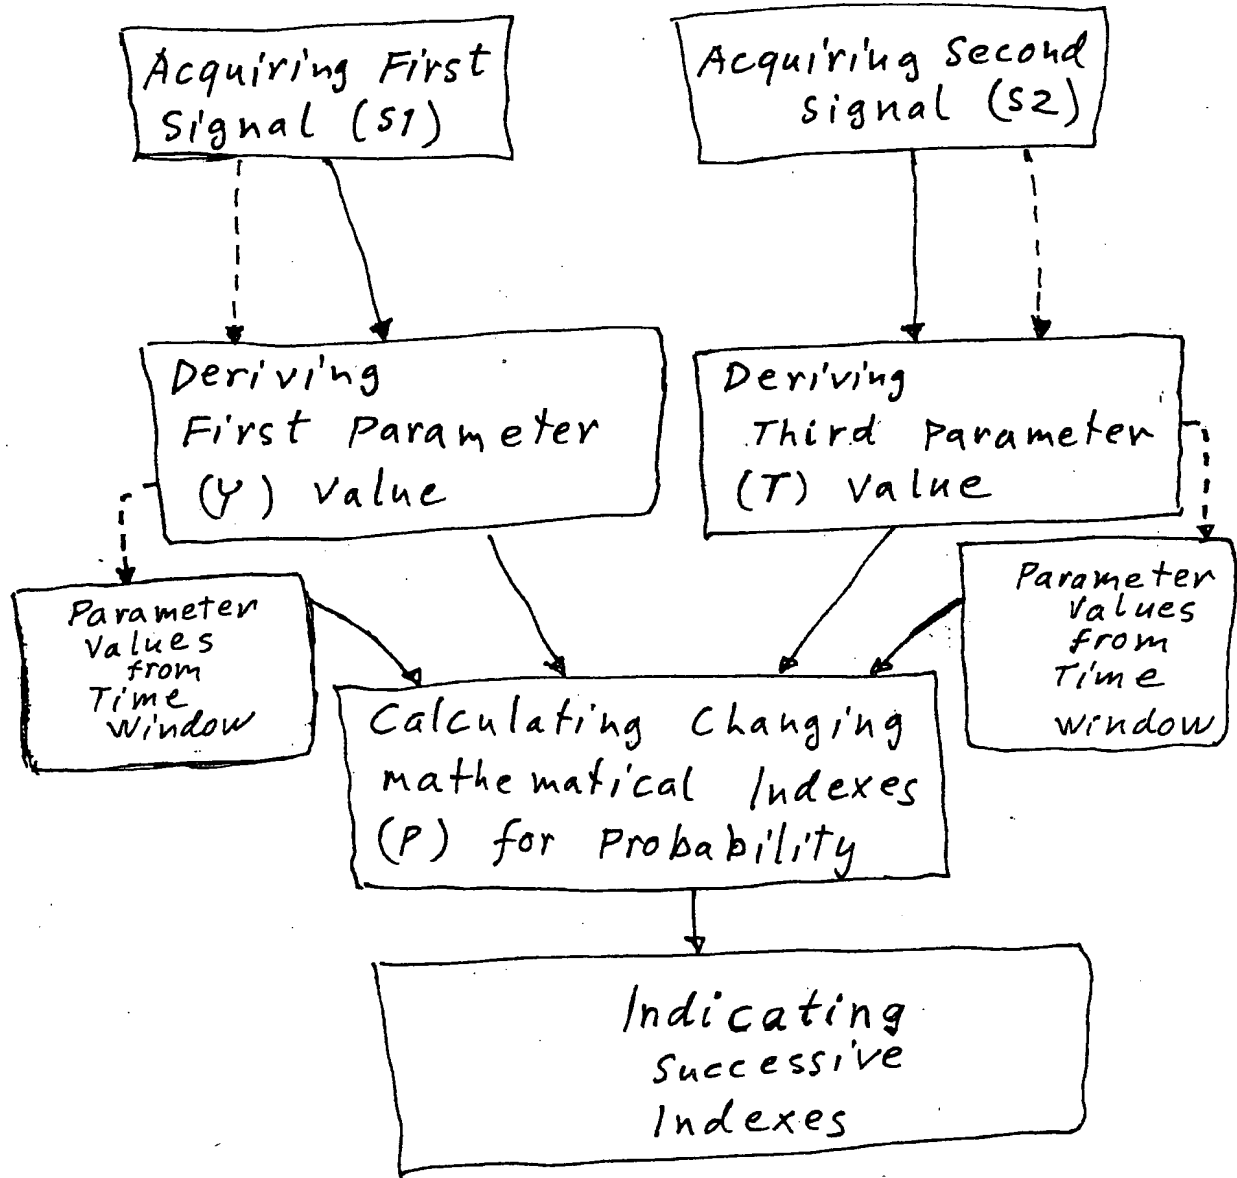 Acquiring First
Signal (S1)
Acquiring Second
Signal (S2)
Deriving
First Parameter
(Y) Value
Deriving
Third Parameter
(T) Value
Parameter
Values
from
Time
Window
Parameter
Values
from
Time
Window
Calculating Changing
Mathematical Indexes
(P) for Probability
Indicating
Successive
Indexes